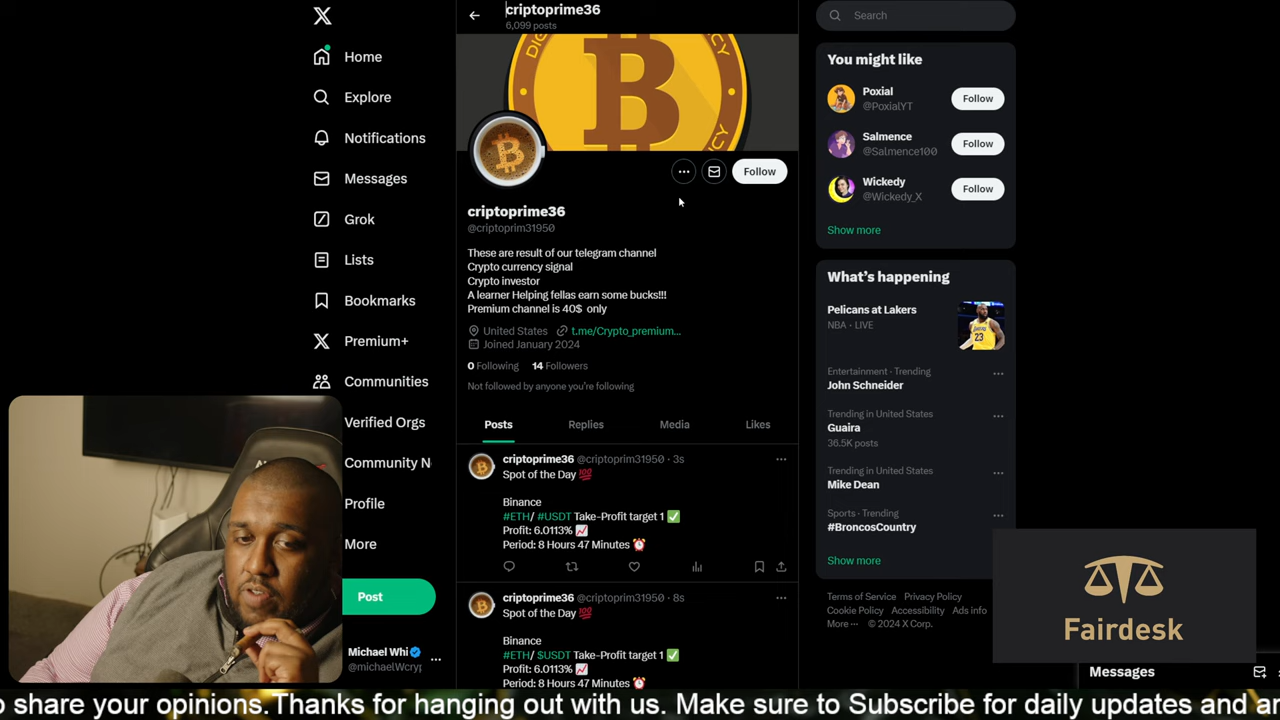 criptoprime36
6,099 posts
Home
Explore
Notifications
Messages
Grok
Lists
Bookmarks
Premium+
Communities
Verified Orgs
Community N
Profile
More
Post
Michael Whi
@michaelWcryp
B
Follow
criptoprime36
@criptoprim31950
These are result of our telegram channel
Crypto currency signal
Crypto investor
A learner Helping fellas earn some bucks!!!
Premium channel is 40$ only
United States t.me/Crypto_premium...
Joined January 2024
0 Following 14 Followers
Not followed by anyone you're following
Posts Replies Media Likes
criptoprime36 @criptoprim31950 · 3s
Spot of the Day 💯
Binance
#ETH/ #USDT Take-Profit target 1 ✅
Profit: 6.0113% 📈
Period: 8 Hours 47 Minutes ⏰
criptoprime36 @criptoprim31950 · 8s
Spot of the Day 💯
Binance
#ETH/ $USDT Take-Profit target 1 ✅
Profit: 6.0113% 📈
Period: 8 Hours 47 Minutes ⏰
Search
You might like
Poxial
@PoxialYT
Follow
Salmence
@Salmence100
Follow
Wickedy
@Wickedy_X
Follow
Show more
What's happening
Pelicans at Lakers
NBA · LIVE
Entertainment · Trending
John Schneider
Trending in United States
Guaira
36.5K posts
Trending in United States
Mike Dean
Sports · Trending
#BroncosCountry
Show more
Terms of Service Privacy Policy
Cookie Policy Accessibility Ads info
More ··· © 2024 X Corp.
Fairdesk
Messages
o share your opinions.Thanks for hanging out with us. Make sure to Subscribe for daily updates and an